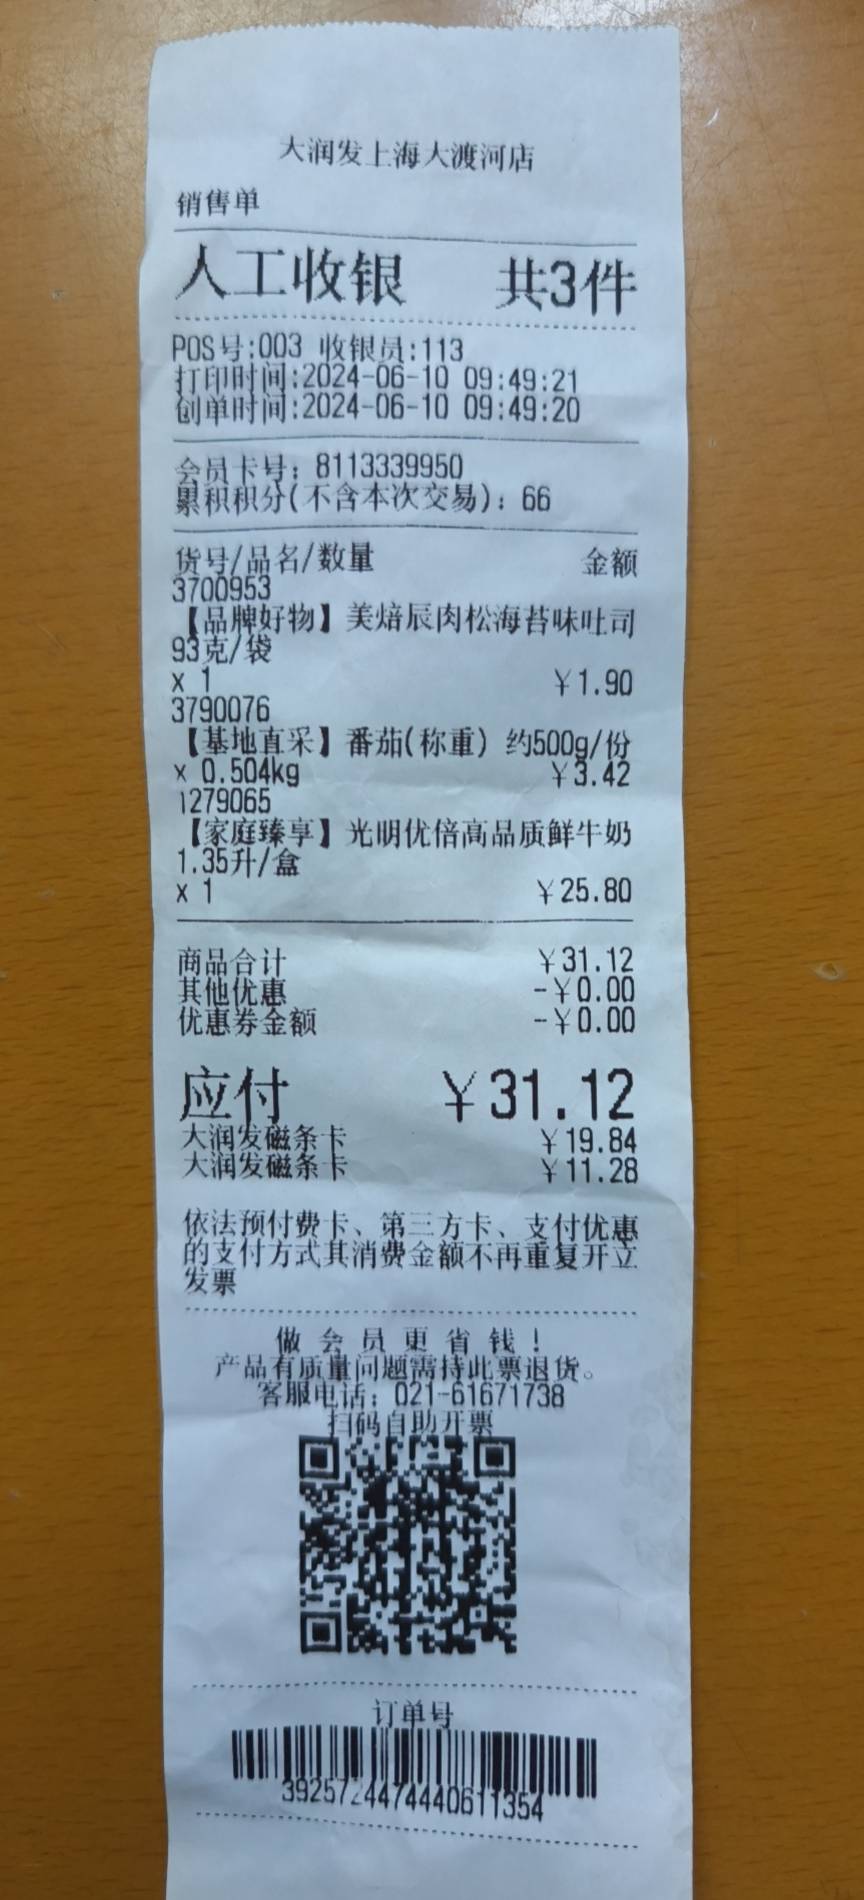 大润发上海大渡河店
销售单
人工收银 共3件
POS号:003 收银员:113
打印时间:2024-06-10 09:49:21
创单时间:2024-06-10 09:49:20
会员卡号：8113339950
累积积分(不含本次交易)：66
货号/品名/数量 金额
3700953
【品牌好物】美焙辰肉松海苔味吐司
93克/袋
x 1 ￥1.90
3790076
【基地直采】番茄(称重) 约500g/份
x 0.504kg ￥3.42
1279065
【家庭臻享】光明优倍高品质鲜牛奶
1.35升/盒
x 1 ￥25.80
商品合计 ￥31.12
其他优惠 -￥0.00
优惠券金额 -￥0.00
应付 ￥31.12
大润发磁条卡 ￥19.84
大润发磁条卡 ￥11.28
依法预付费卡、第三方卡、支付优惠
的支付方式其消费金额不再重复开立
发票
做会员更省钱！
产品有质量问题需持此票退货。
客服电话：021-61671738
扫码自助开票
订单号